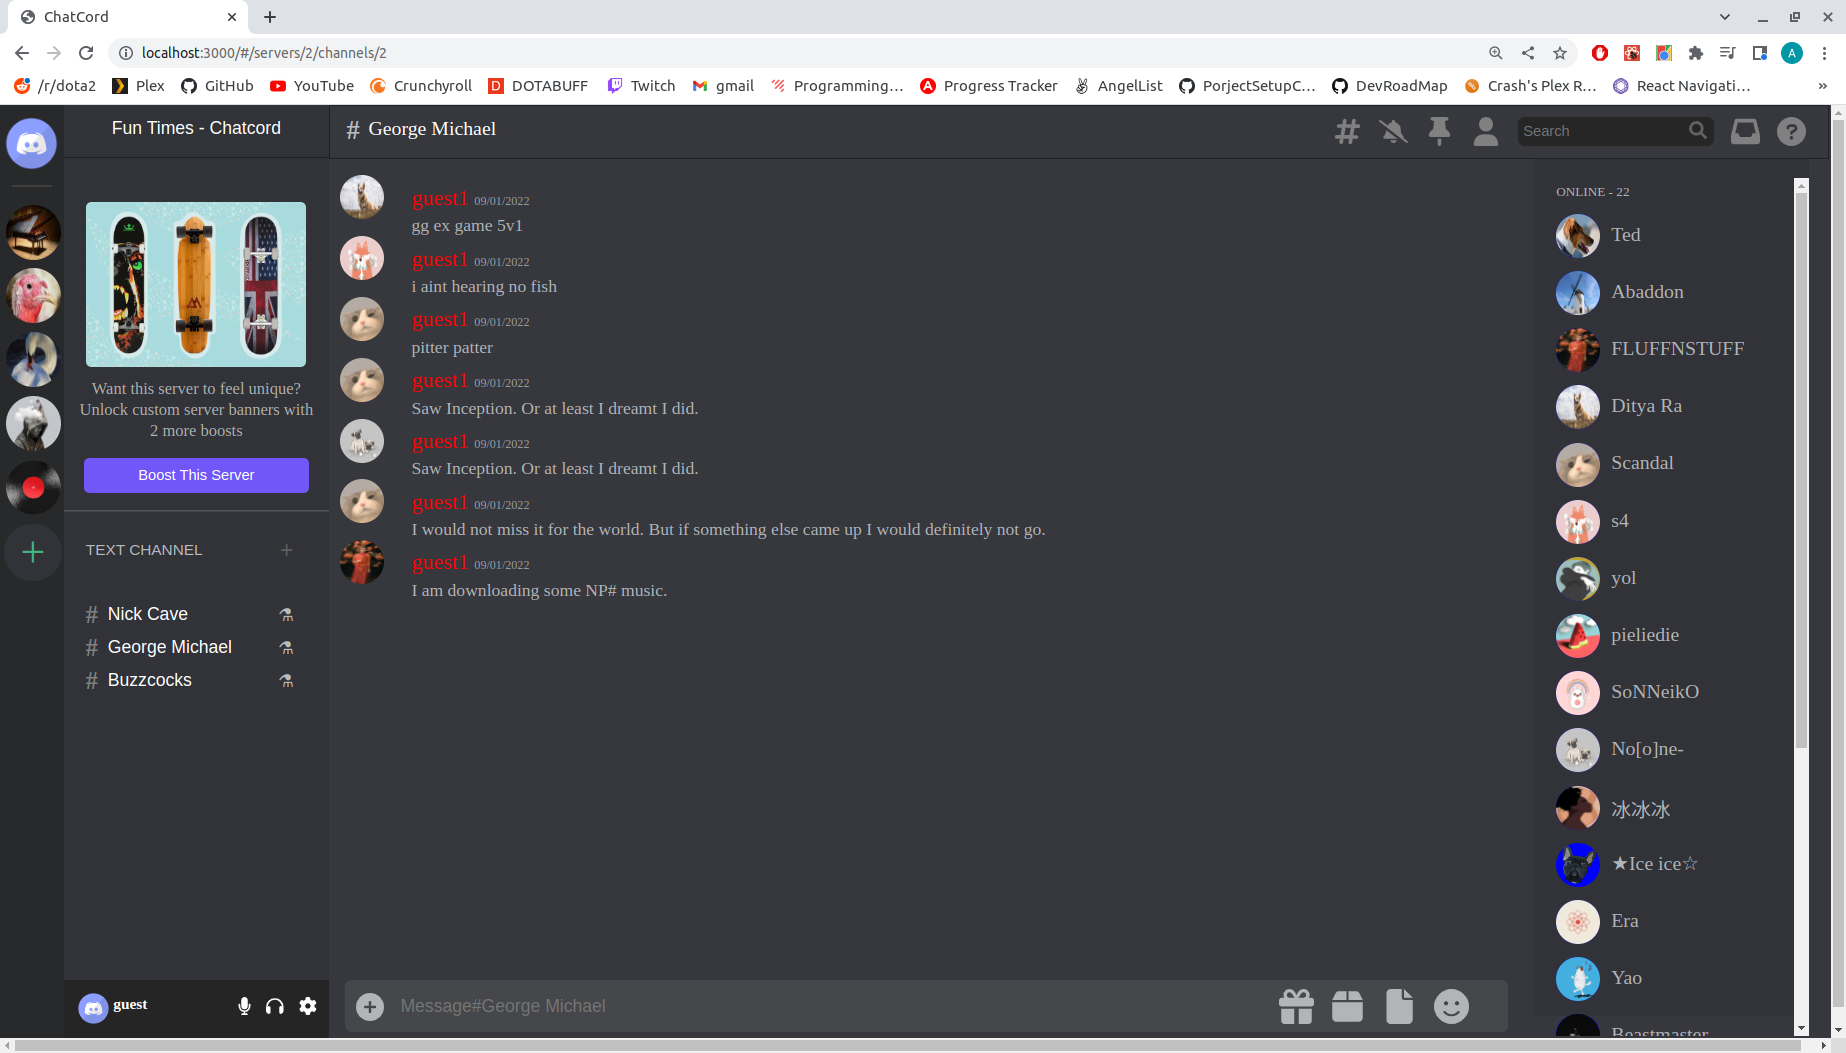 ChatCord
localhost:3000/#/servers/2/channels/2
A
/r/dota2 Plex GitHub YouTube Crunchyroll DOTABUFF Twitch gmail Programming... Progress Tracker AngelList PorjectSetupC... DevRoadMap Crash's Plex R... React Navigati... »
Fun Times - Chatcord
# George Michael
Search
Want this server to feel unique?
Unlock custom server banners with
2 more boosts
Boost This Server
TEXT CHANNEL +
# Nick Cave
# George Michael
# Buzzcocks
guest
guest1 09/01/2022
gg ex game 5v1
guest1 09/01/2022
i aint hearing no fish
guest1 09/01/2022
pitter patter
guest1 09/01/2022
Saw Inception. Or at least I dreamt I did.
guest1 09/01/2022
Saw Inception. Or at least I dreamt I did.
guest1 09/01/2022
I would not miss it for the world. But if something else came up I would definitely not go.
guest1 09/01/2022
I am downloading some NP# music.
Message#George Michael
ONLINE - 22
Ted
Abaddon
FLUFFNSTUFF
Ditya Ra
Scandal
s4
yol
pieliedie
SoNNeikO
No[o]ne-
冰冰冰
★Ice ice☆
Era
Yao
Beastmaster